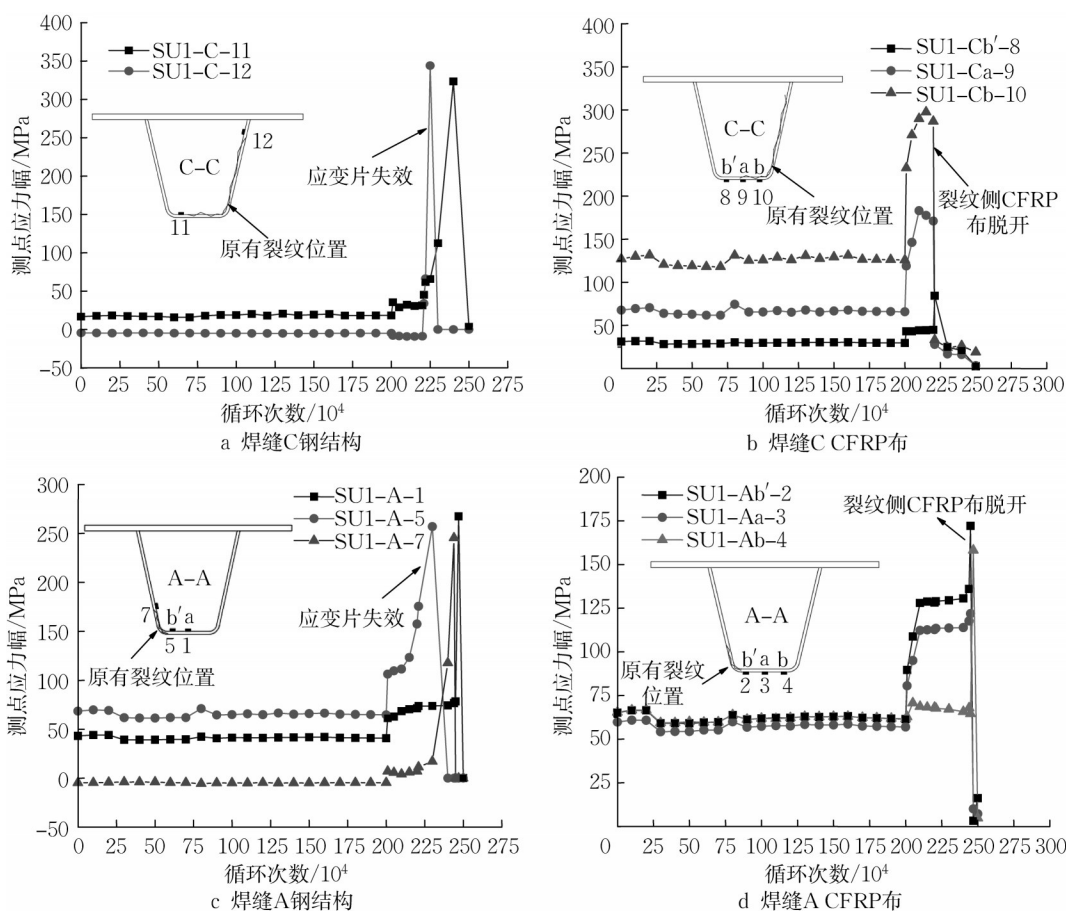 400
350
300
250
200
150
100
50
0
-50
测点应力幅/MPa
SU1-C-11
SU1-C-12
C-C
12
11
原有裂纹位置
应变片失效
0 25 50 75 100 125 150 175 200 225 250 275
循环次数/10⁴
a 焊缝C钢结构
400
350
300
250
200
150
100
50
测点应力幅/MPa
SU1-Cb′-8
SU1-Ca-9
SU1-Cb-10
C-C
b′ a b
8 9 10
原有裂纹位置
裂纹侧CFRP
布脱开
0 25 50 75 100 125 150 175 200 225 250 275 300
循环次数/10⁴
b 焊缝C CFRP布
300
250
200
150
100
50
0
-50
测点应力幅/MPa
SU1-A-1
SU1-A-5
SU1-A-7
A-A
7
b′ a
5 1
原有裂纹位置
应变片失效
0 25 50 75 100 125 150 175 200 225 250 275
循环次数/10⁴
c 焊缝A钢结构
200
175
150
125
100
75
50
25
测点应力幅/MPa
SU1-Ab′-2
SU1-Aa-3
SU1-Ab-4
裂纹侧CFRP布脱开
A-A
b′ a b
2 3 4
原有裂纹
位置
0 25 50 75 100 125 150 175 200 225 250 275 300
循环次数/10⁴
d 焊缝A CFRP布